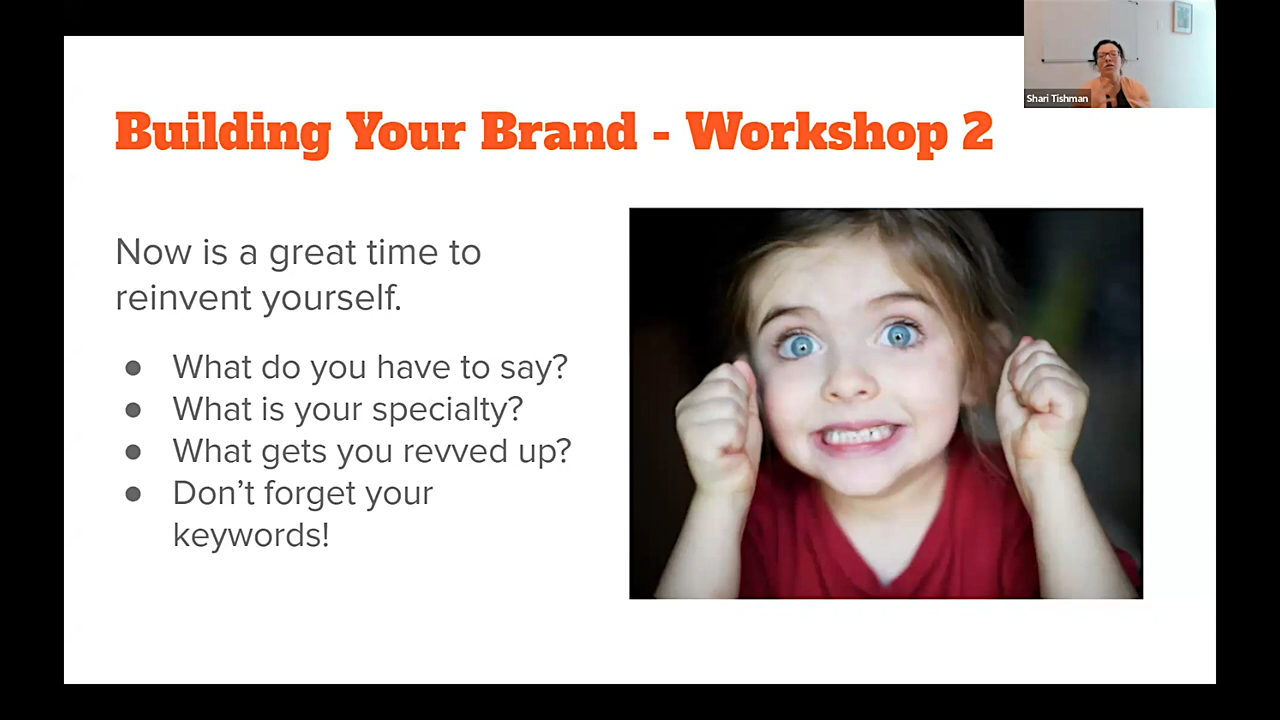 Shari Tishman
Building Your Brand - Workshop 2
Now is a great time to
reinvent yourself.
● What do you have to say?
● What is your specialty?
● What gets you revved up?
● Don’t forget your
keywords!